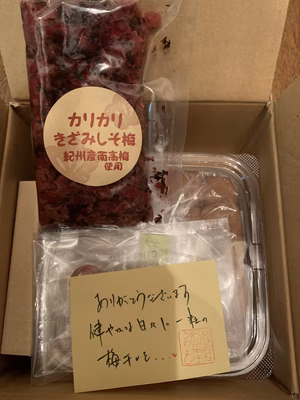 カリカリ
きざみしそ梅
紀州産南高梅
使用
ありがとうございます
健やかな日々に一粒の
梅干を...